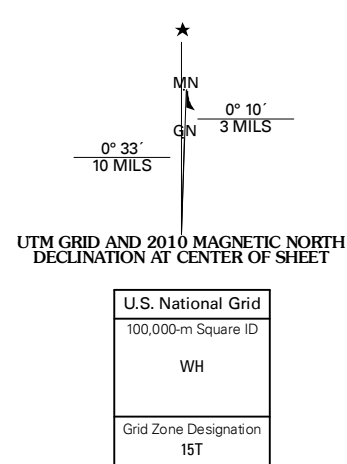 MN
0° 10´
3 MILS
GN
0° 33´
10 MILS
UTM GRID AND 2010 MAGNETIC NORTH
DECLINATION AT CENTER OF SHEET
U.S. National Grid
100,000-m Square ID
WH
Grid Zone Designation
15T